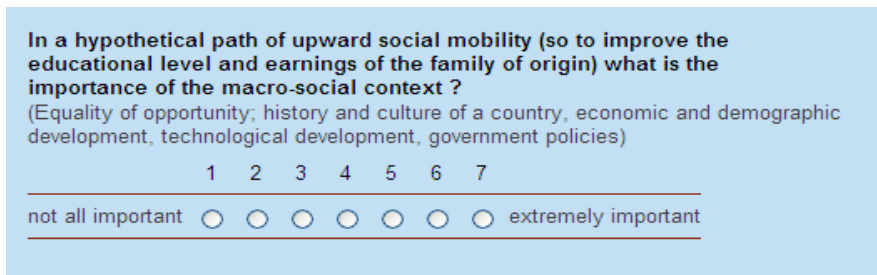 In a hypothetical path of upward social mobility (so to improve the
educational level and earnings of the family of origin) what is the
importance of the macro-social context ?
(Equality of opportunity; history and culture of a country, economic and demographic
development, technological development, government policies)
1 2 3 4 5 6 7
not all important extremely important